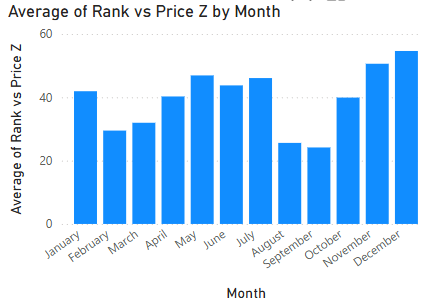 Average of Rank vs Price Z by Month
Average of Rank vs Price Z
60
40
20
0
January
February
March
April
May
June
July
August
September
October
November
December
Month